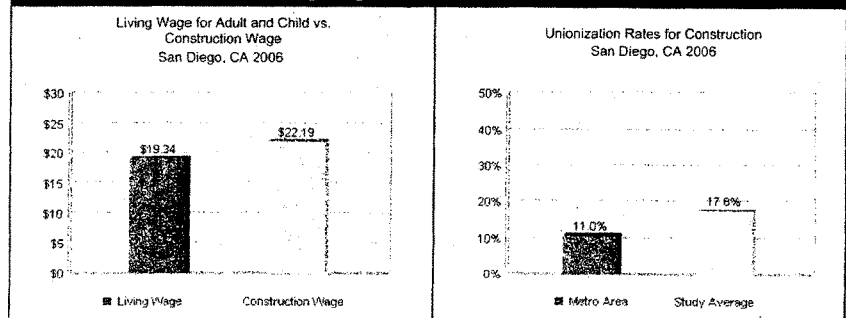 Living Wage for Adult and Child vs.
Construction Wage
San Diego, CA 2006
$30
$25
$20
$15
$10
$5
$0
$19.34
$22.19
Living Wage
Construction Wage
Unionization Rates for Construction
San Diego, CA 2006
50%
40%
30%
20%
10%
0%
11.0%
17.6%
Metro Area
Study Average